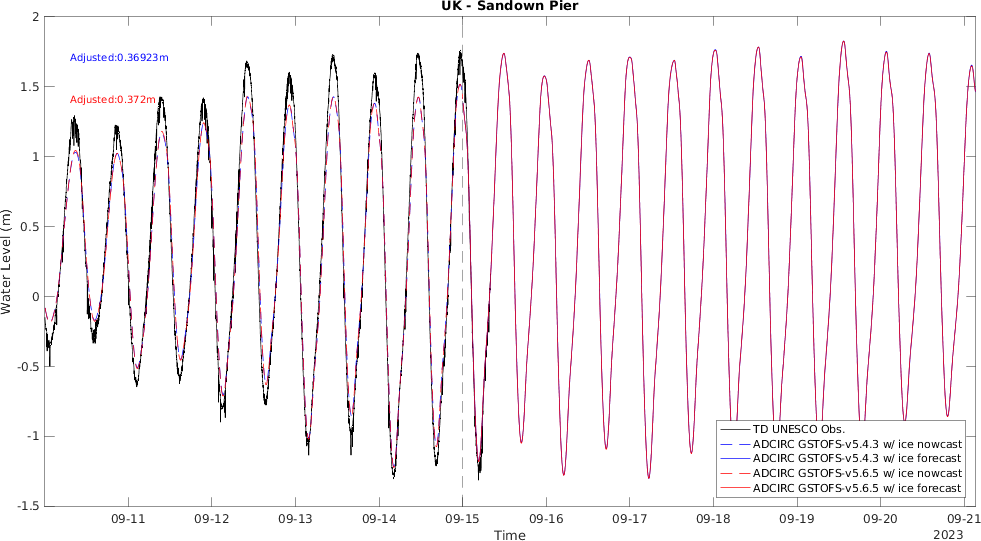 UK - Sandown Pier
2
1.5
1
0.5
0
-0.5
-1
-1.5
Water Level (m)
Adjusted:0.36923m
Adjusted:0.372m
TD UNESCO Obs.
ADCIRC GSTOFS-v5.4.3 w/ ice nowcast
ADCIRC GSTOFS-v5.4.3 w/ ice forecast
ADCIRC GSTOFS-v5.6.5 w/ ice nowcast
ADCIRC GSTOFS-v5.6.5 w/ ice forecast
09-11 09-12 09-13 09-14 09-15 09-16 09-17 09-18 09-19 09-20 09-21
Time
2023